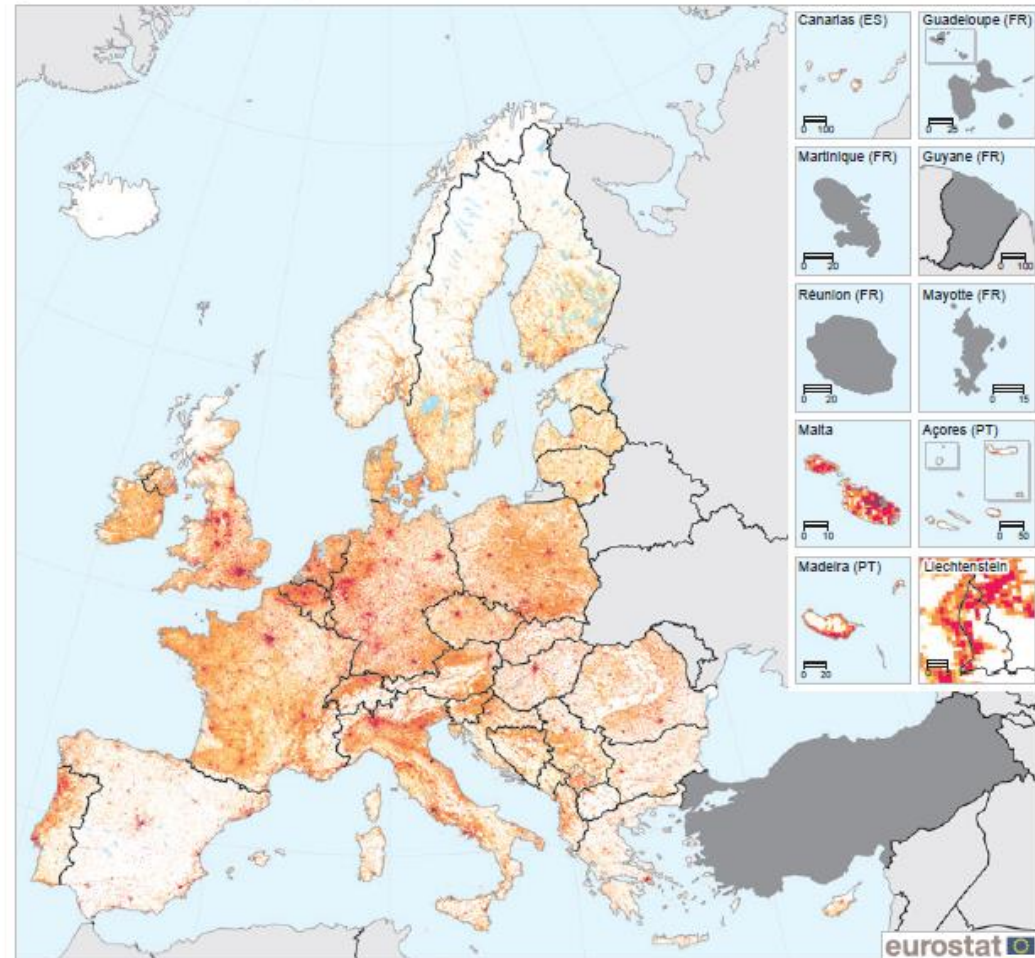 Canarias (ES)
0 100
Guadeloupe (FR)
0 25
Martinique (FR)
0 20
Guyane (FR)
0 100
Réunion (FR)
0 20
Mayotte (FR)
0 15
Malta
0 10
Açores (PT)
0 50
Madeira (PT)
0 20
Liechtenstein
eurostat